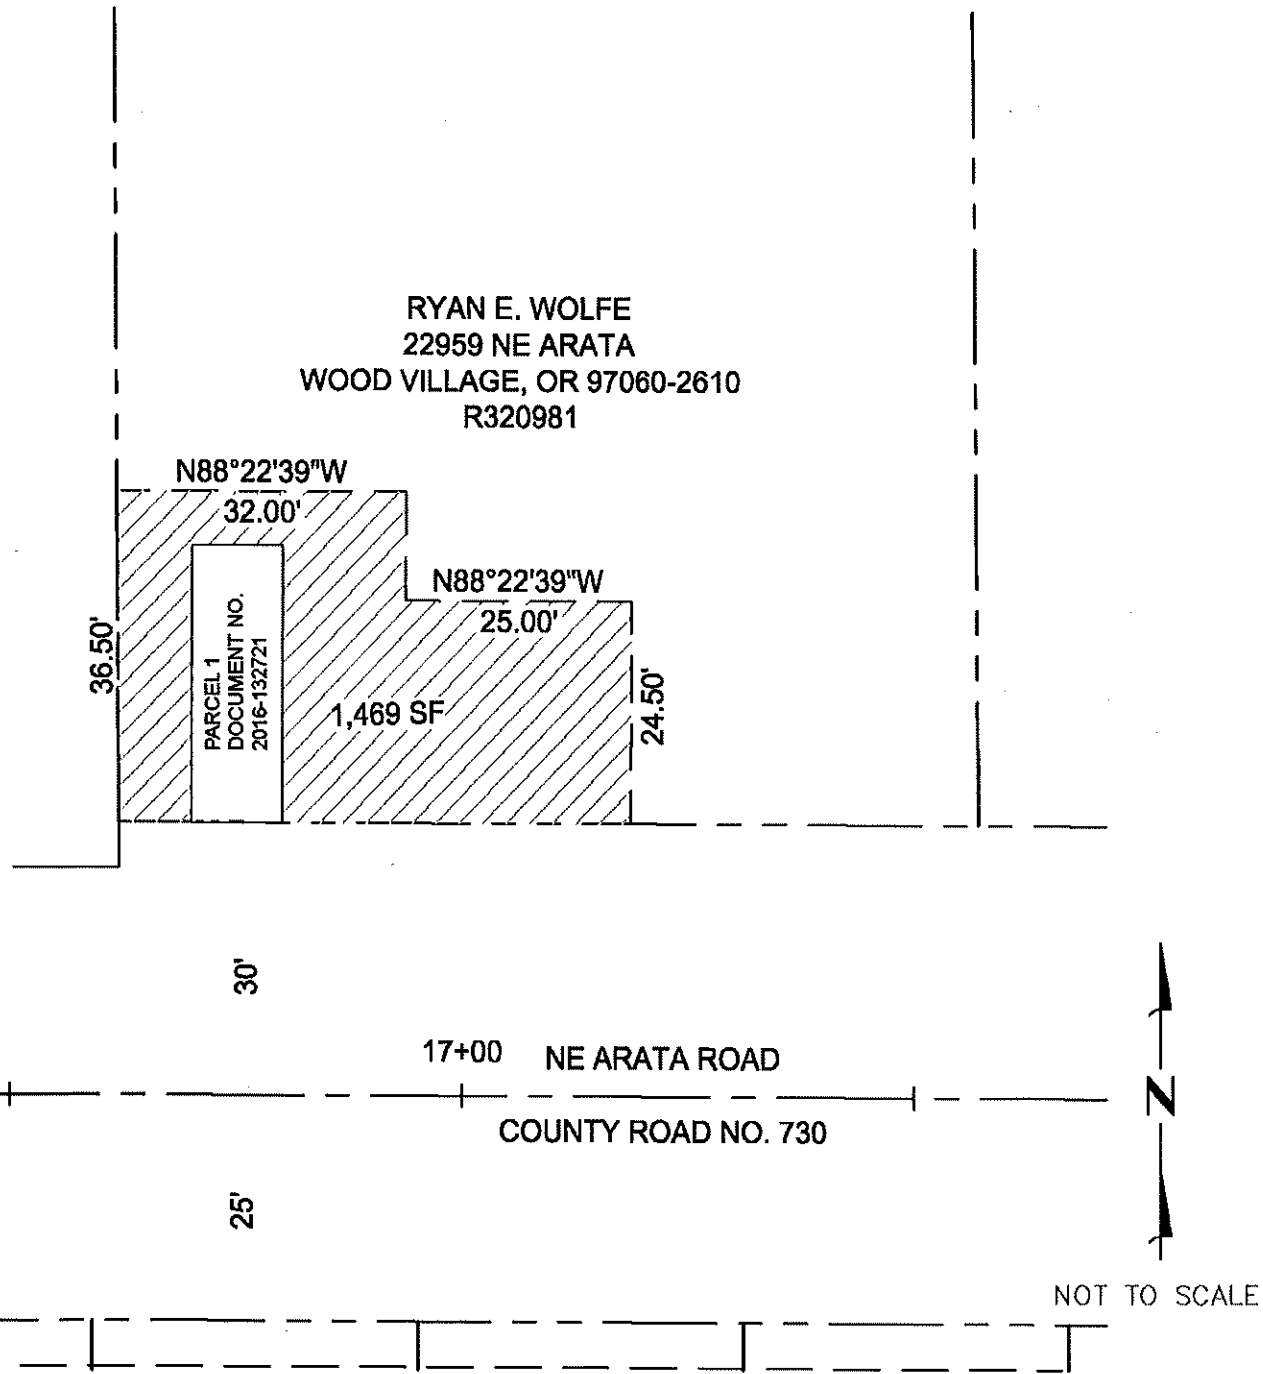 RYAN E. WOLFE
22959 NE ARATA
WOOD VILLAGE, OR 97060-2610
R320981
N88°22'39"W
32.00'
N88°22'39"W
25.00'
36.50'
PARCEL 1
DOCUMENT NO.
2016-132721
1,469 SF
24.50'
30'
17+00
NE ARATA ROAD
COUNTY ROAD NO. 730
N
25'
NOT TO SCALE